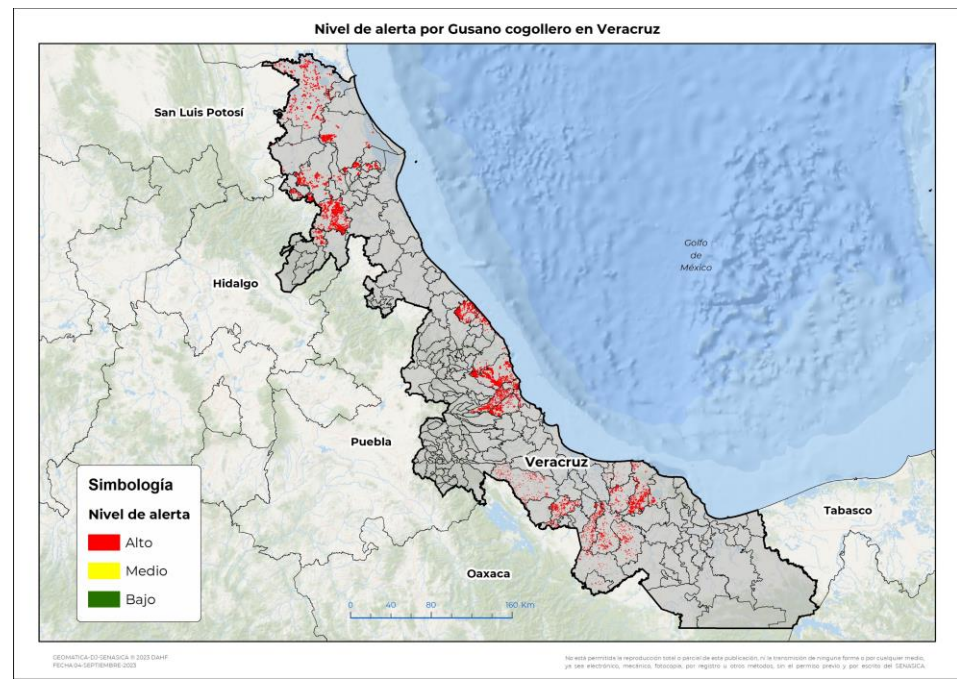 Nivel de alerta por Gusano cogollero en Veracruz
San Luis Potosí
Golfo
de
México
Hidalgo
Puebla
Veracruz
Tabasco
Oaxaca
Simbología
Nivel de alerta
Alto
Medio
Bajo
0 40 80 160 Km
GEOMATICA-DJ-SENASICA © 2023 DAHF
FECHA:04-SEPTIEMBRE-2023
No está permitida la reproducción total o parcial de esta publicación, ni la transmisión de ninguna forma o por cualquier medio,
ya sea electrónico, mecánico, fotocopia, por registro u otros métodos, sin el permiso previo y por escrito del SENASICA.